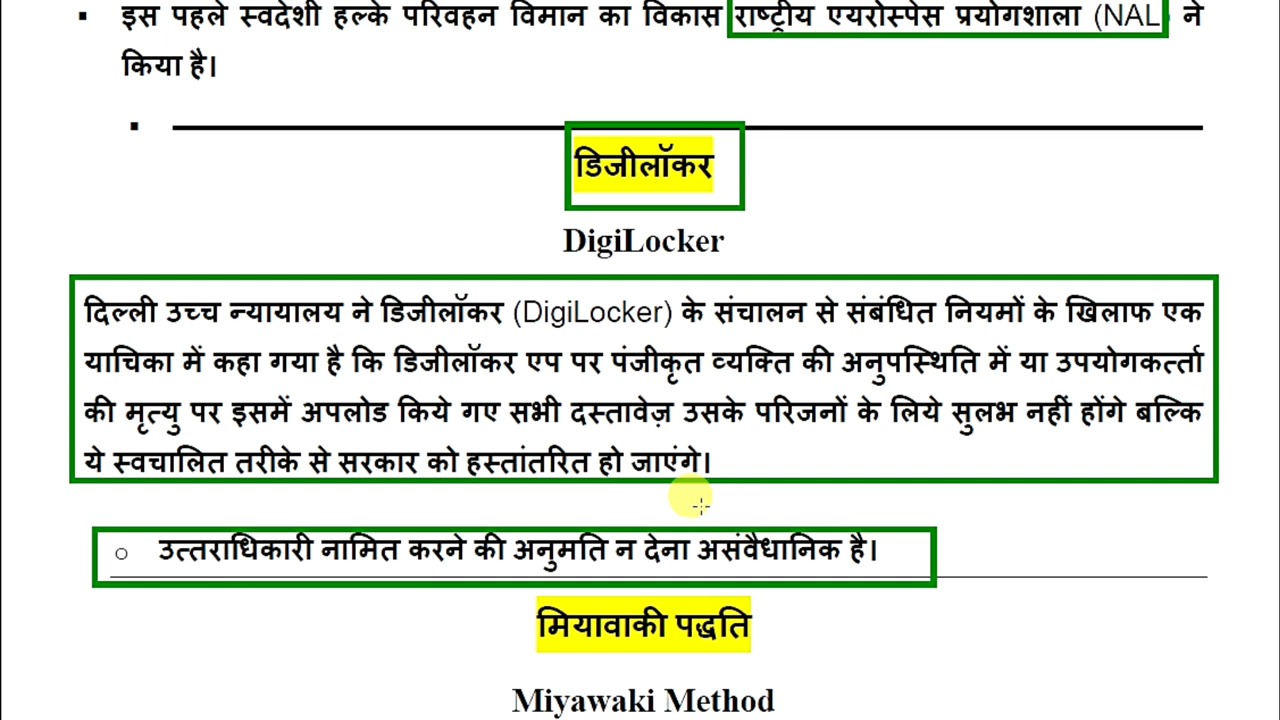 ▪ इस पहले स्वदेशी हल्के परिवहन विमान का विकास राष्ट्रीय एयरोस्पेस प्रयोगशाला (NAL) ने
किया है।
▪
डिजीलॉकर
DigiLocker
दिल्ली उच्च न्यायालय ने डिजीलॉकर (DigiLocker) के संचालन से संबंधित नियमों के खिलाफ एक
याचिका में कहा गया है कि डिजीलॉकर एप पर पंजीकृत व्यक्ति की अनुपस्थिति में या उपयोगकर्त्ता
की मृत्यु पर इसमें अपलोड किये गए सभी दस्तावेज़ उसके परिजनों के लिये सुलभ नहीं होंगे बल्कि
ये स्वचालित तरीके से सरकार को हस्तांतरित हो जाएंगे।
○ उत्तराधिकारी नामित करने की अनुमति न देना असंवैधानिक है।
मियावाकी पद्धति
Miyawaki Method